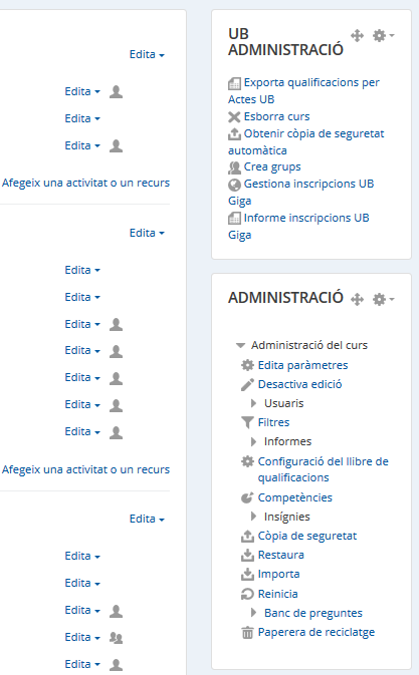 Edita
Edita
Edita
Edita
Afegeix una activitat o un recurs
Edita
Edita
Edita
Edita
Edita
Edita
Edita
Edita
Afegeix una activitat o un recurs
Edita
Edita
Edita
Edita
Edita
Edita
UB
ADMINISTRACIÓ
Exporta qualificacions per
Actes UB
Esborra curs
Obtenir còpia de seguretat
automàtica
Crea grups
Gestiona inscripcions UB
Giga
Informe inscripcions UB
Giga
ADMINISTRACIÓ
Administració del curs
Edita paràmetres
Desactiva edició
Usuaris
Filtres
Informes
Configuració del llibre de
qualificacions
Competències
Insígnies
Còpia de seguretat
Restaura
Importa
Reinicia
Banc de preguntes
Paperera de reciclatge